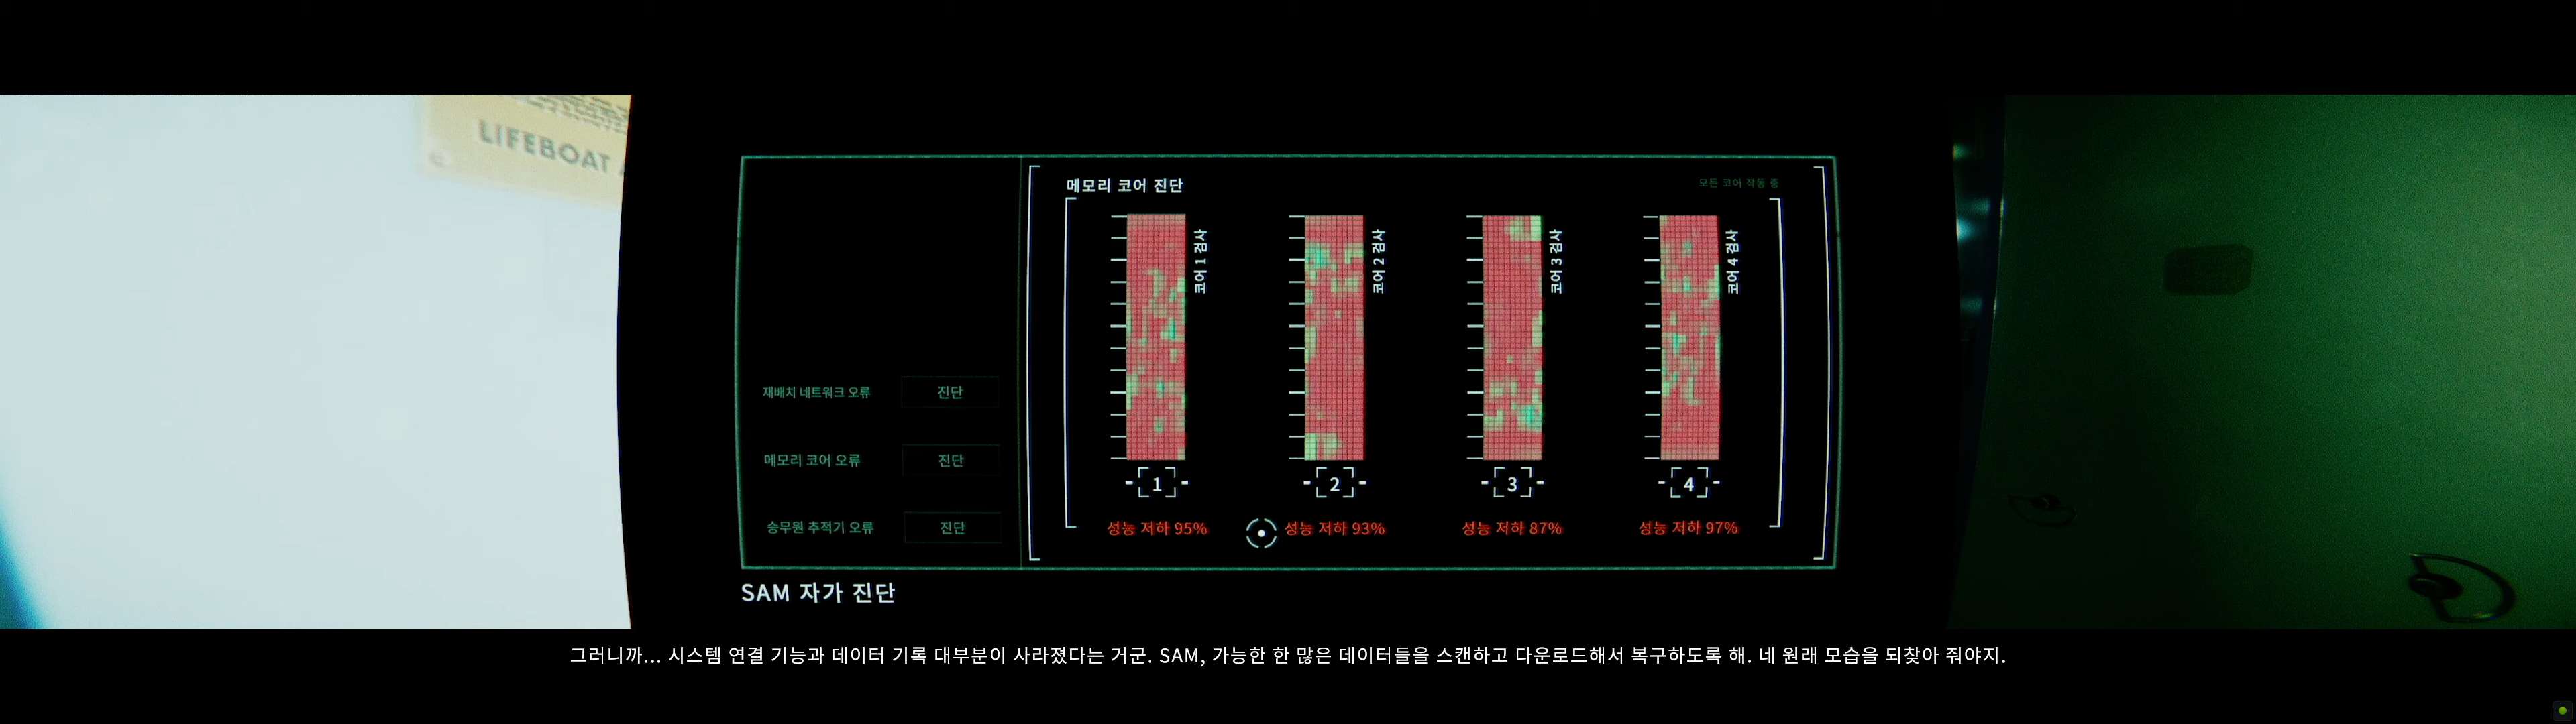 LIFEBOAT
메모리 코어 진단
모든 코어 작동 중
코어 1 검사
코어 2 검사
코어 3 검사
코어 4 검사
재배치 네트워크 오류 진단
메모리 코어 오류 진단
승무원 추적기 오류 진단
1 2 3 4
성능 저하 95% 성능 저하 93% 성능 저하 87% 성능 저하 97%
SAM 자가 진단
그러니까... 시스템 연결 기능과 데이터 기록 대부분이 사라졌다는 거군. SAM, 가능한 한 많은 데이터들을 스캔하고 다운로드해서 복구하도록 해. 네 원래 모습을 되찾아 줘야지.